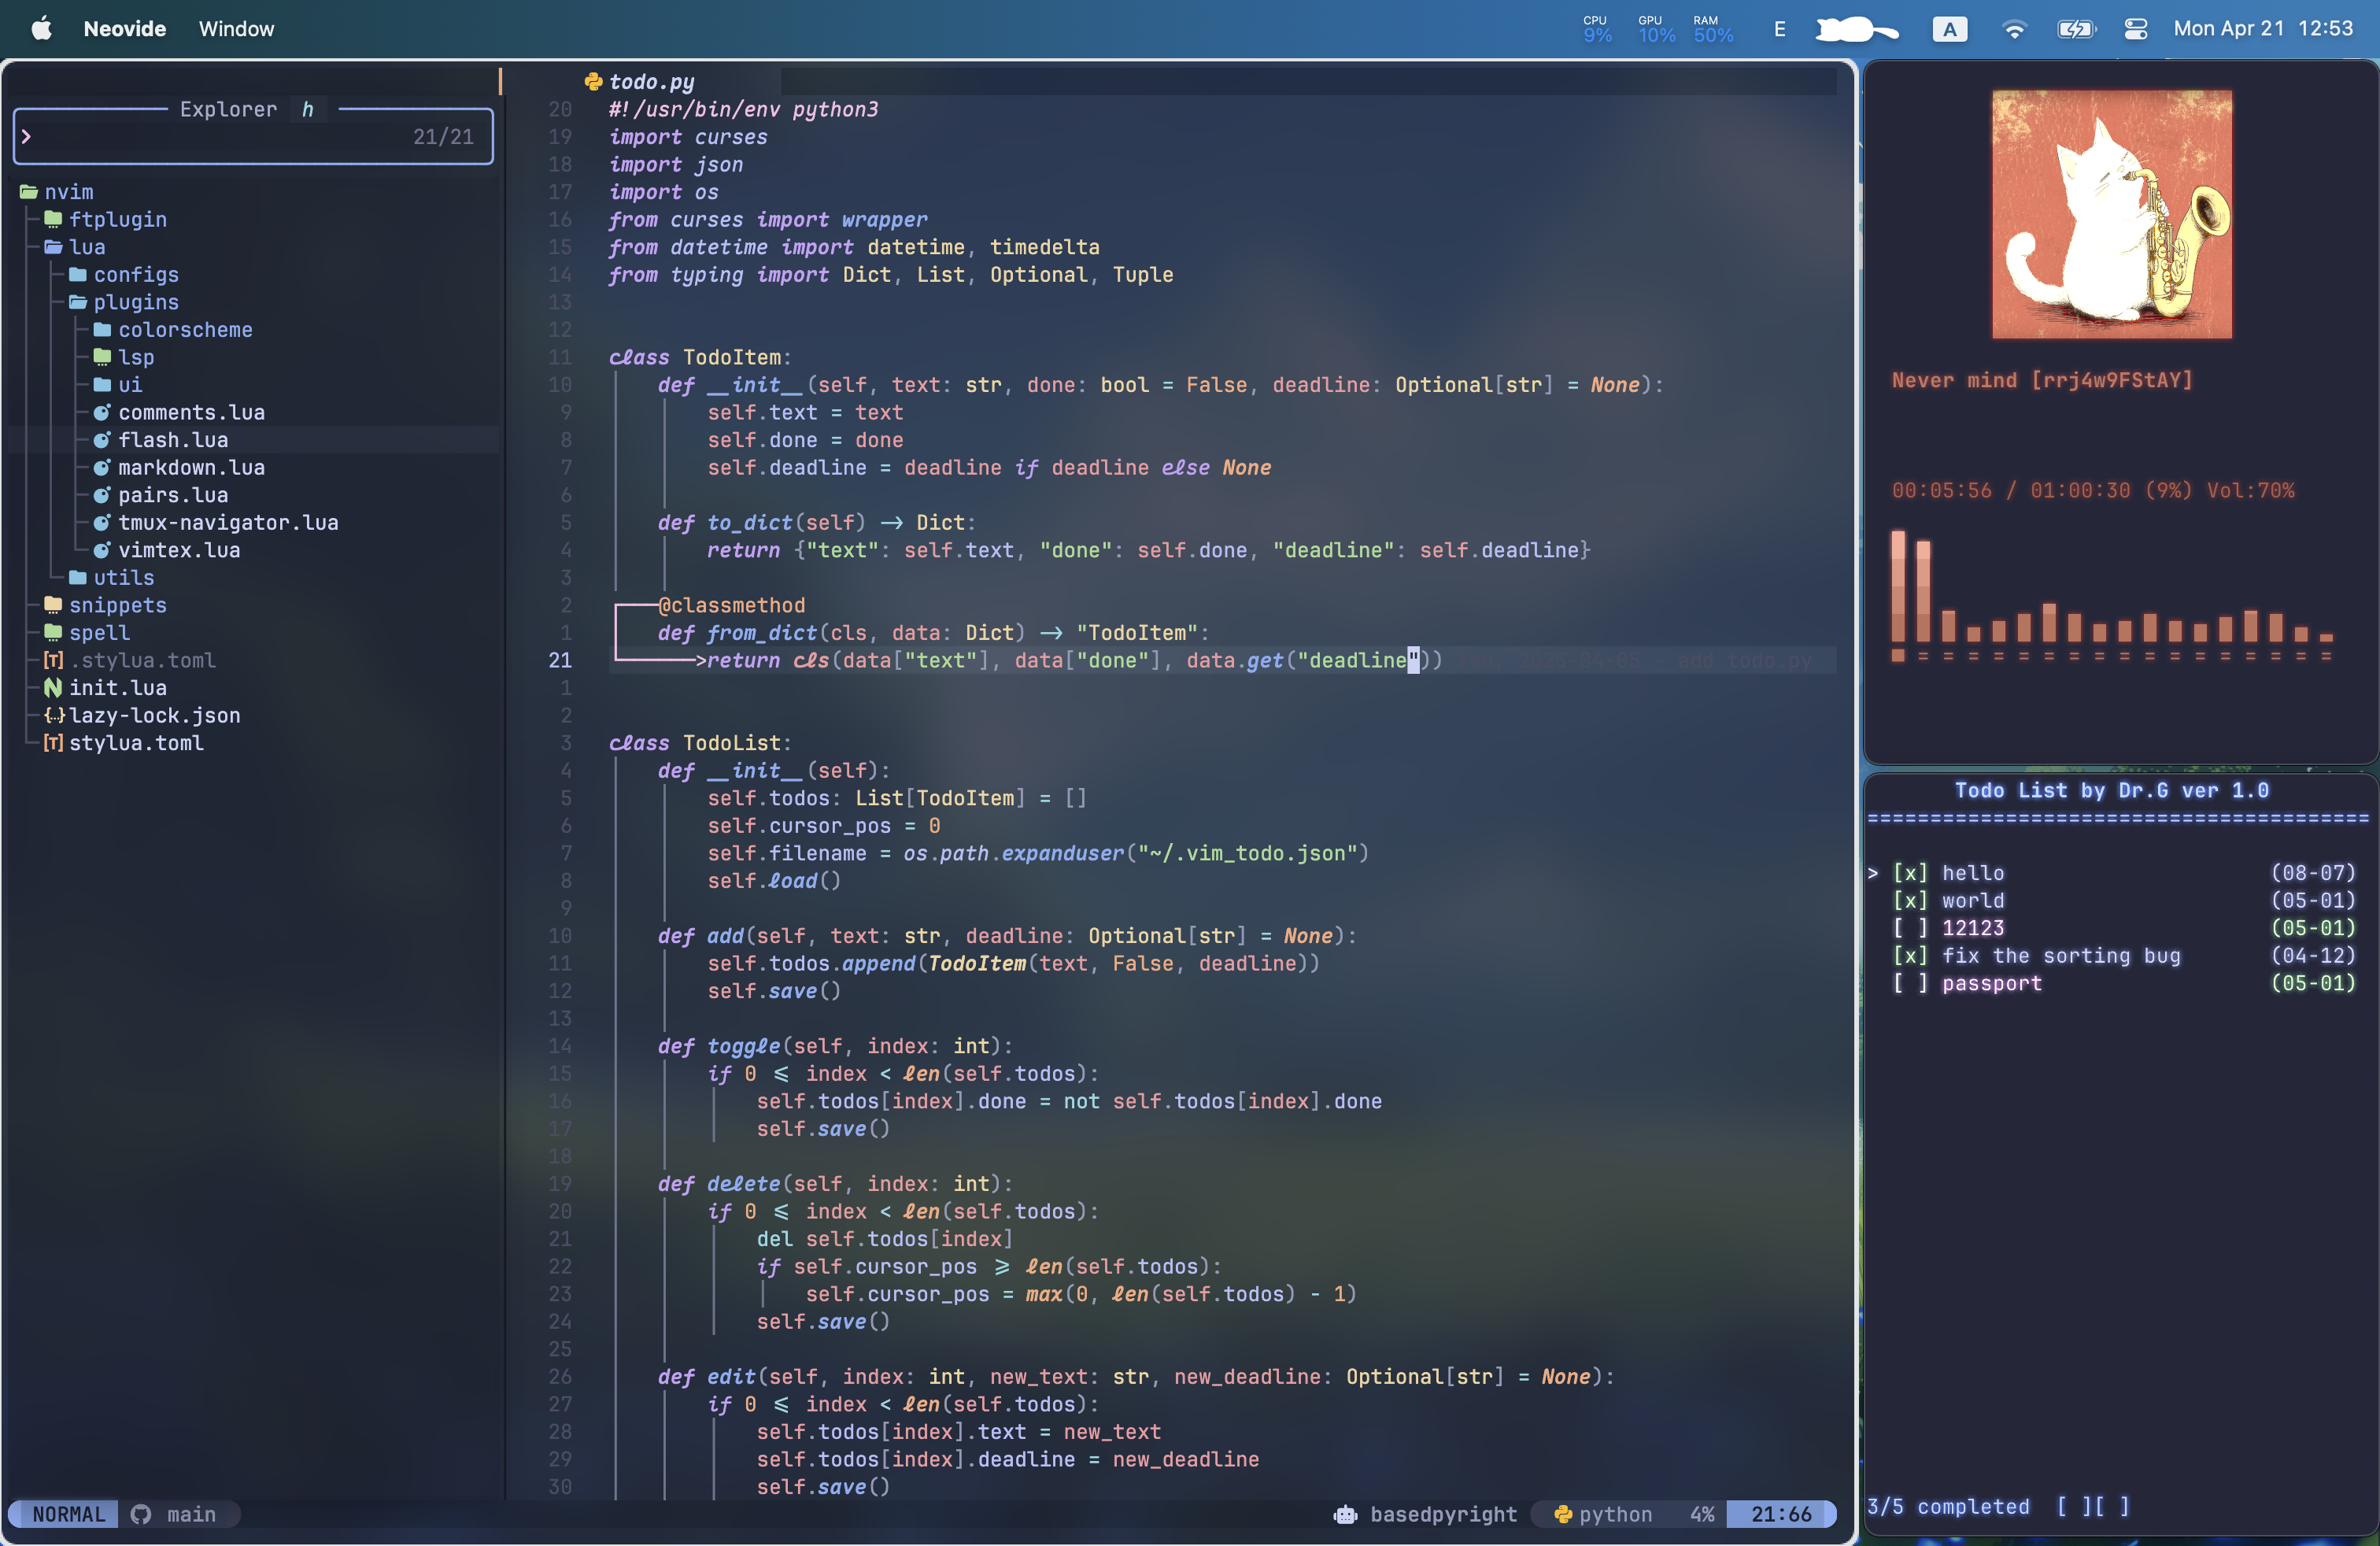 Neovide Window
CPU 9% GPU 10% RAM 50% E A Mon Apr 21 12:53
Explorer h
> 21/21
nvim
ftplugin
lua
configs
plugins
colorscheme
lsp
ui
comments.lua
flash.lua
markdown.lua
pairs.lua
tmux-navigator.lua
vimtex.lua
utils
snippets
spell
[T] .stylua.toml
init.lua
{..} lazy-lock.json
[T] stylua.toml
todo.py
20 #!/usr/bin/env python3
19 import curses
18 import json
17 import os
16 from curses import wrapper
15 from datetime import datetime, timedelta
14 from typing import Dict, List, Optional, Tuple
13
12
11 class TodoItem:
10 def __init__(self, text: str, done: bool = False, deadline: Optional[str] = None):
9 self.text = text
8 self.done = done
7 self.deadline = deadline if deadline else None
6
5 def to_dict(self) -> Dict:
4 return {"text": self.text, "done": self.done, "deadline": self.deadline}
3
2 @classmethod
1 def from_dict(cls, data: Dict) -> "TodoItem":
21 >return cls(data["text"], data["done"], data.get("deadline")) - add todo.py
1
2
3 class TodoList:
4 def __init__(self):
5 self.todos: List[TodoItem] = []
6 self.cursor_pos = 0
7 self.filename = os.path.expanduser("~/.vim_todo.json")
8 self.load()
9
10 def add(self, text: str, deadline: Optional[str] = None):
11 self.todos.append(TodoItem(text, False, deadline))
12 self.save()
13
14 def toggle(self, index: int):
15 if 0 <= index < len(self.todos):
16 self.todos[index].done = not self.todos[index].done
17 self.save()
18
19 def delete(self, index: int):
20 if 0 <= index < len(self.todos):
21 del self.todos[index]
22 if self.cursor_pos >= len(self.todos):
23 self.cursor_pos = max(0, len(self.todos) - 1)
24 self.save()
25
26 def edit(self, index: int, new_text: str, new_deadline: Optional[str] = None):
27 if 0 <= index < len(self.todos):
28 self.todos[index].text = new_text
29 self.todos[index].deadline = new_deadline
30 self.save()
NORMAL main basedpyright python 4% 21:66
Never mind [rrj4w9FStAY]
00:05:56 / 01:00:30 (9%) Vol:70%
= = = = = = = = = = = = = = = = =
Todo List by Dr.G ver 1.0
========================================
> [x] hello (08-07)
[x] world (05-01)
[ ] 12123 (05-01)
[x] fix the sorting bug (04-12)
[ ] passport (05-01)
3/5 completed [ ][ ]